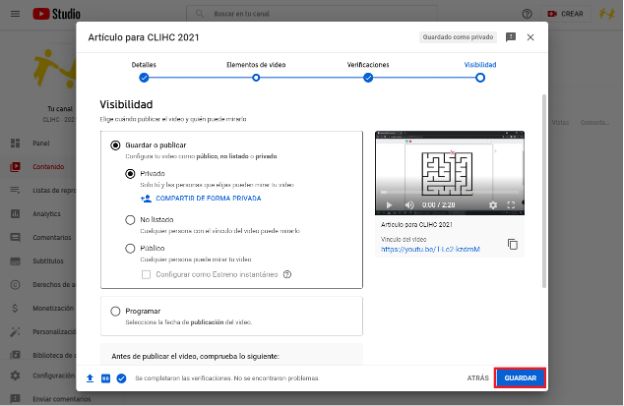 Studio
Buscar en tu canal
CREAR
Artículo para CLIHC 2021
Guardado como privado
Detalles
Elementos de video
Verificaciones
Visibilidad
Visibilidad
Elige cuándo publicar el video y quién puede mirarlo
Guardar o publicar
Configura tu video como público, no listado o privado
Privado
Solo tú y las personas que elijas pueden mirar tu video
COMPARTIR DE FORMA PRIVADA
No listado
Cualquier persona con el vínculo del video puede mirarlo
Público
Cualquier persona puede mirar tu video
Configurar como Estreno instantáneo
Programar
Selecciona la fecha de publicación del video.
Antes de publicar el video, comprueba lo siguiente:
0:00 / 2:28
Artículo para CLIHC 2021
Vínculo del video
Se completaron las verificaciones. No se encontraron problemas.
ATRÁS
GUARDAR
Tu canal
CLIHC - 202
Panel
Contenido
Listas de repro
Analytics
Comentarios
Subtítulos
Derechos de a
Monetización
Personalizació
Biblioteca de a
Configuración
Enviar comentarios
Vistas
Comenta...